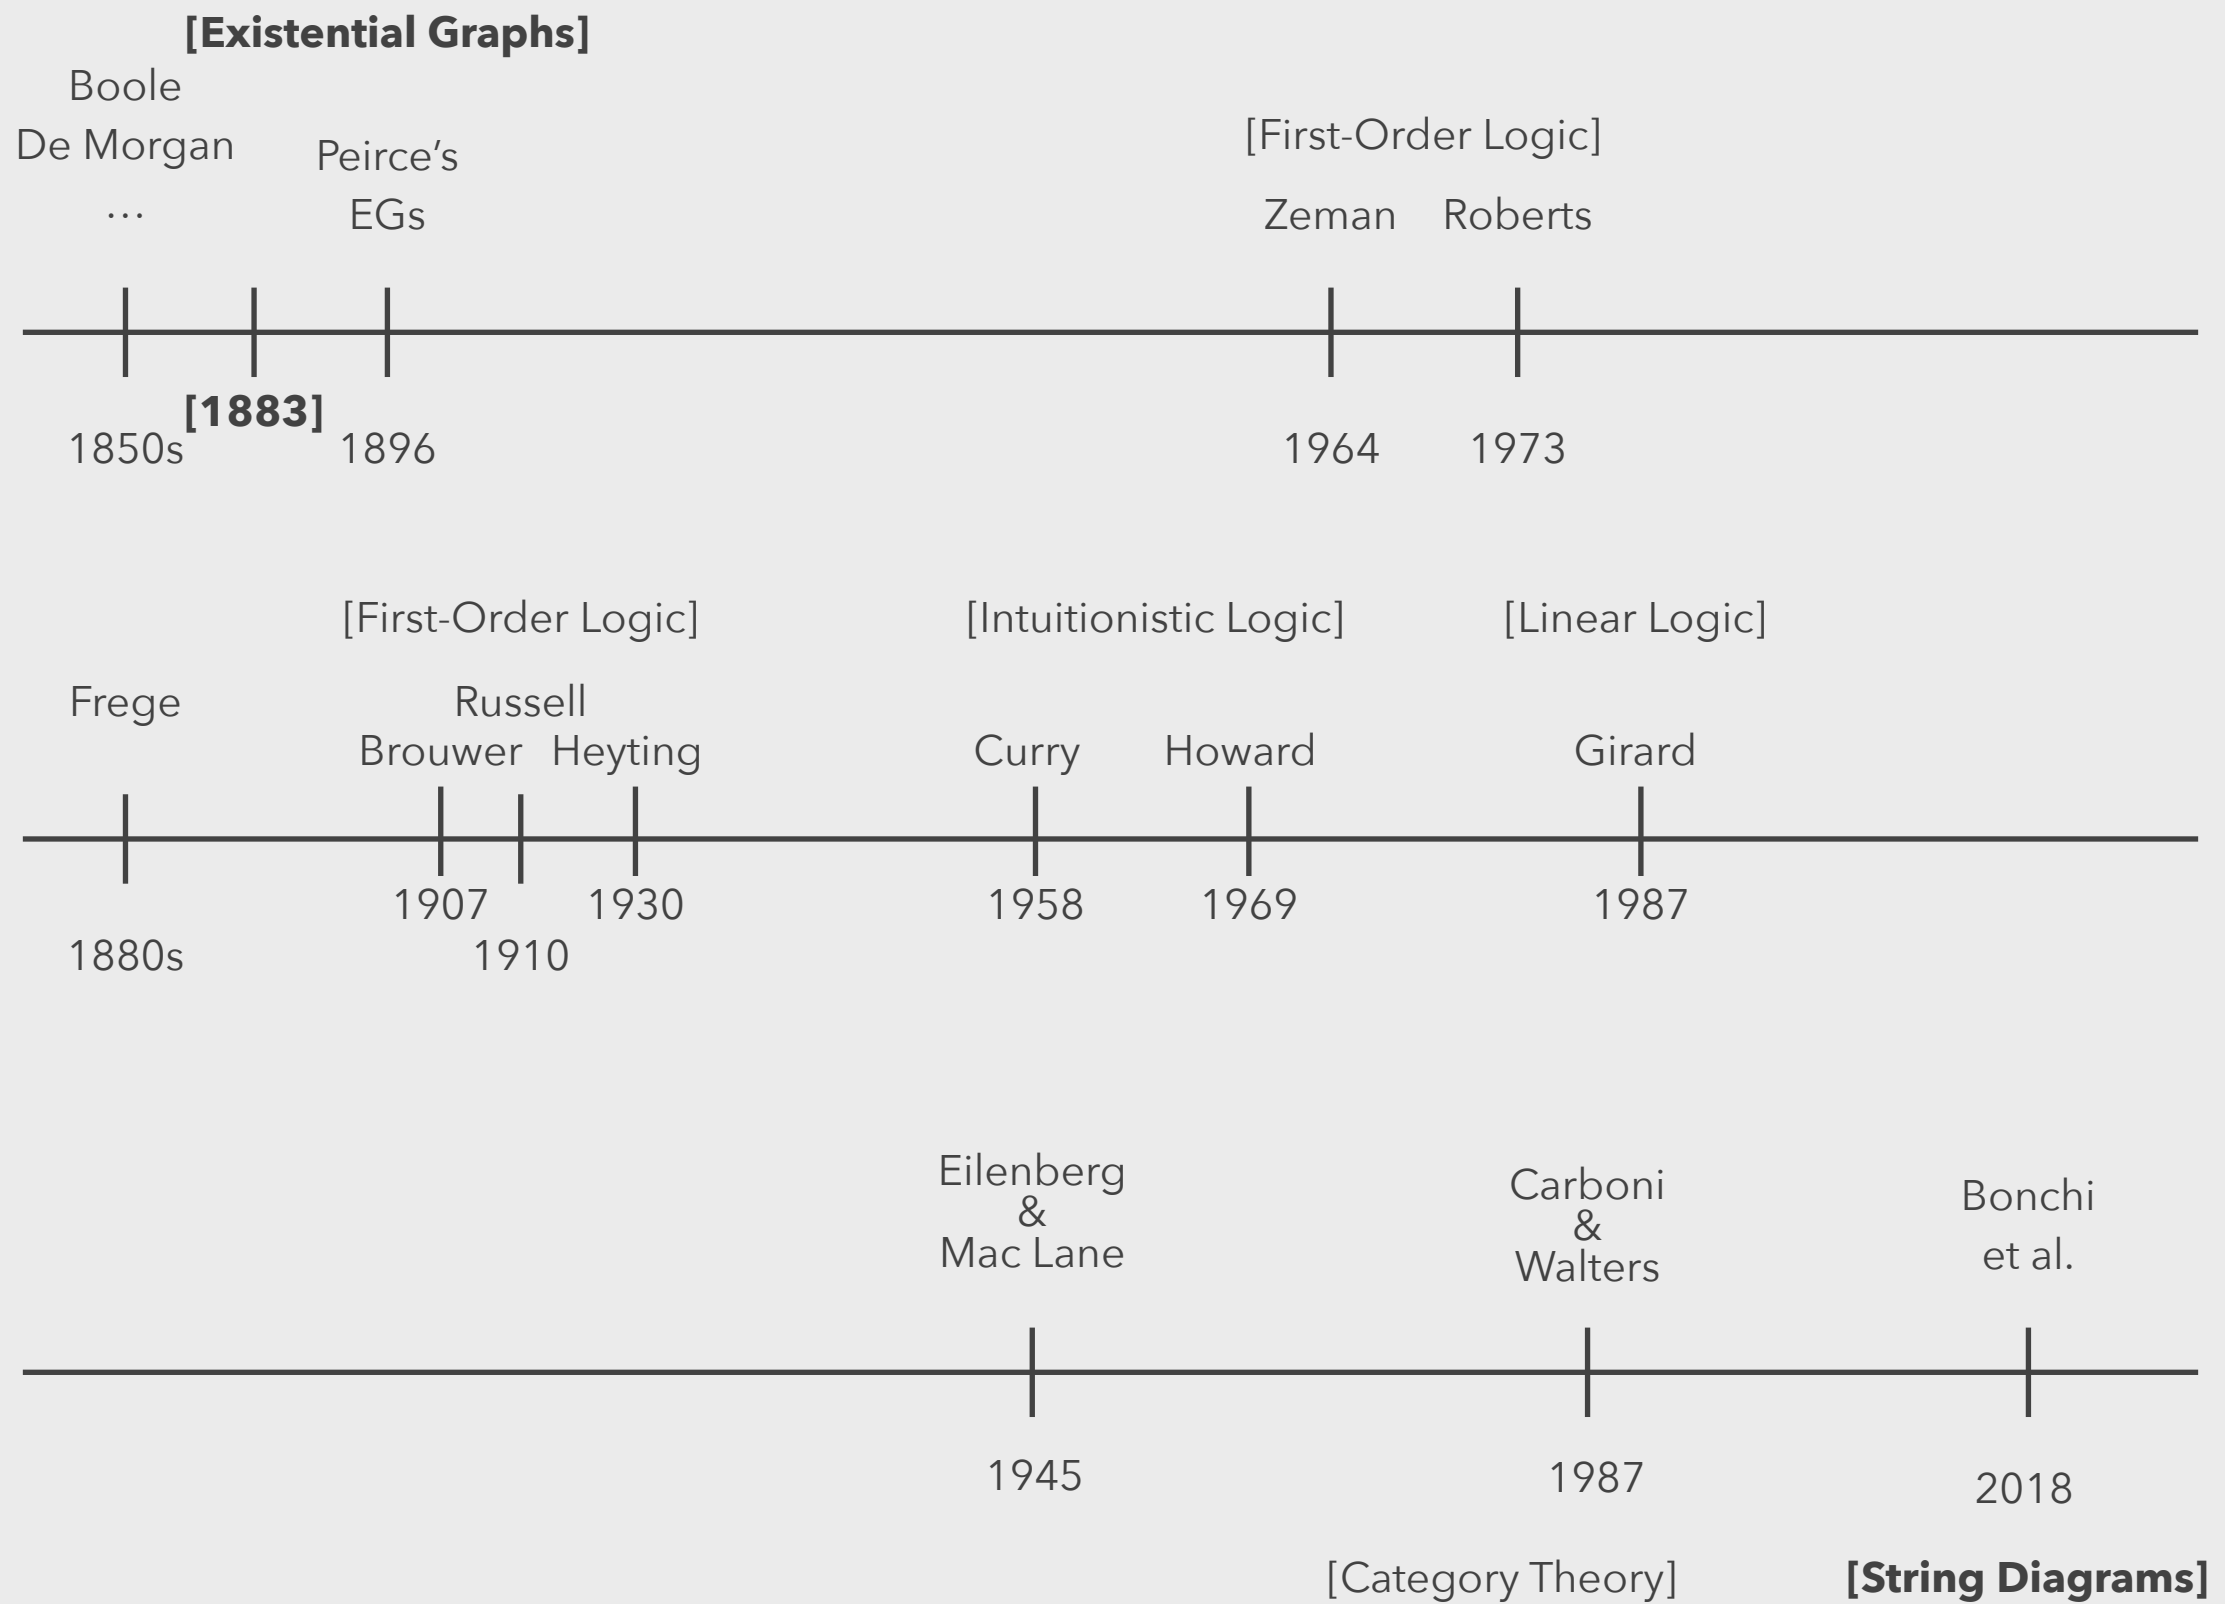 [Existential Graphs]
Boole
De Morgan
…
Peirce’s
EGs
[First-Order Logic]
Zeman Roberts
[1883]
1850s 1896 1964 1973
[First-Order Logic] [Intuitionistic Logic] [Linear Logic]
Frege Russell
Brouwer Heyting Curry Howard Girard
1907 1930 1958 1969 1987
1880s 1910
Eilenberg
&
Mac Lane
Carboni
&
Walters
Bonchi
et al.
1945 1987 2018
[Category Theory] [String Diagrams]